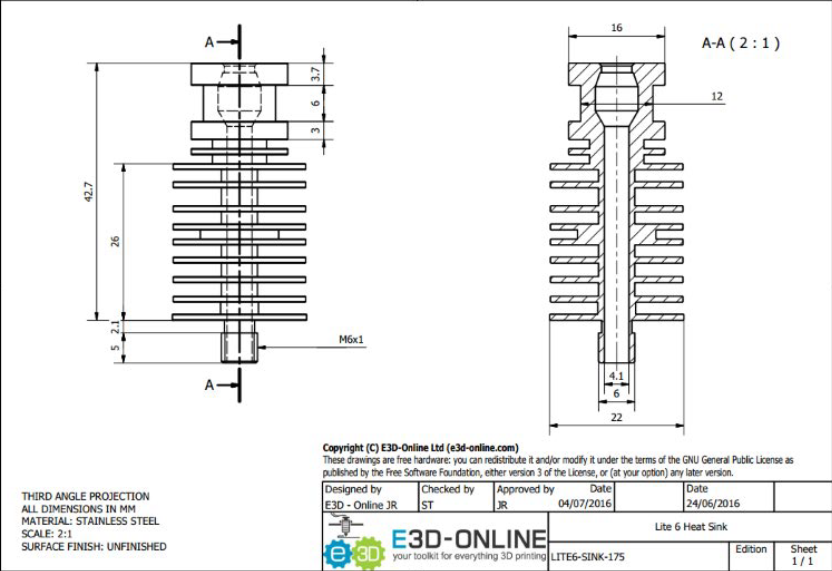 16
A-A ( 2 : 1 )
A
3.7
6
12
3
42.7
26
2.1
5
M6x1
A
4.1
6
22
Copyright (C) E3D-Online Ltd (e3d-online.com)
These drawings are free hardware: you can redistribute it and/or modify it under the terms of the GNU General Public License as
published by the Free Software Foundation, either version 3 of the License, or (at your option) any later version.
THIRD ANGLE PROJECTION
ALL DIMENSIONS IN MM
MATERIAL: STAINLESS STEEL
SCALE: 2:1
SURFACE FINISH: UNFINISHED
Designed by Checked by Approved by Date Date
E3D - Online JR ST JR 04/07/2016 24/06/2016
Lite 6 Heat Sink
e 3D E3D-ONLINE
your toolkit for everything 3D printing
LITE6-SINK-175
Edition Sheet
1 / 1